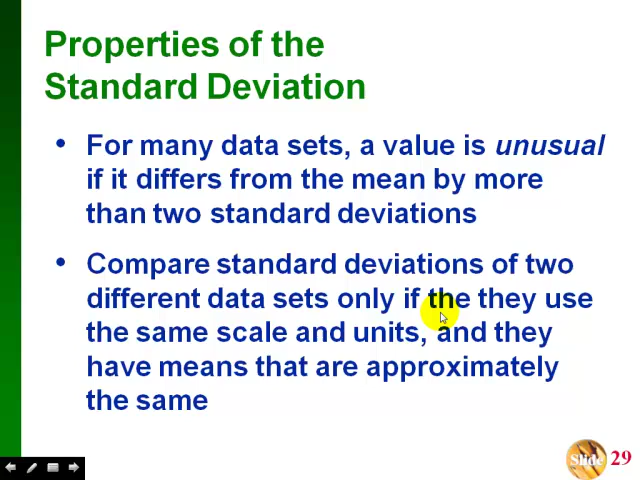 Properties of the
Standard Deviation
• For many data sets, a value is unusual
if it differs from the mean by more
than two standard deviations
• Compare standard deviations of two
different data sets only if the they use
the same scale and units, and they
have means that are approximately
the same
Slide 29